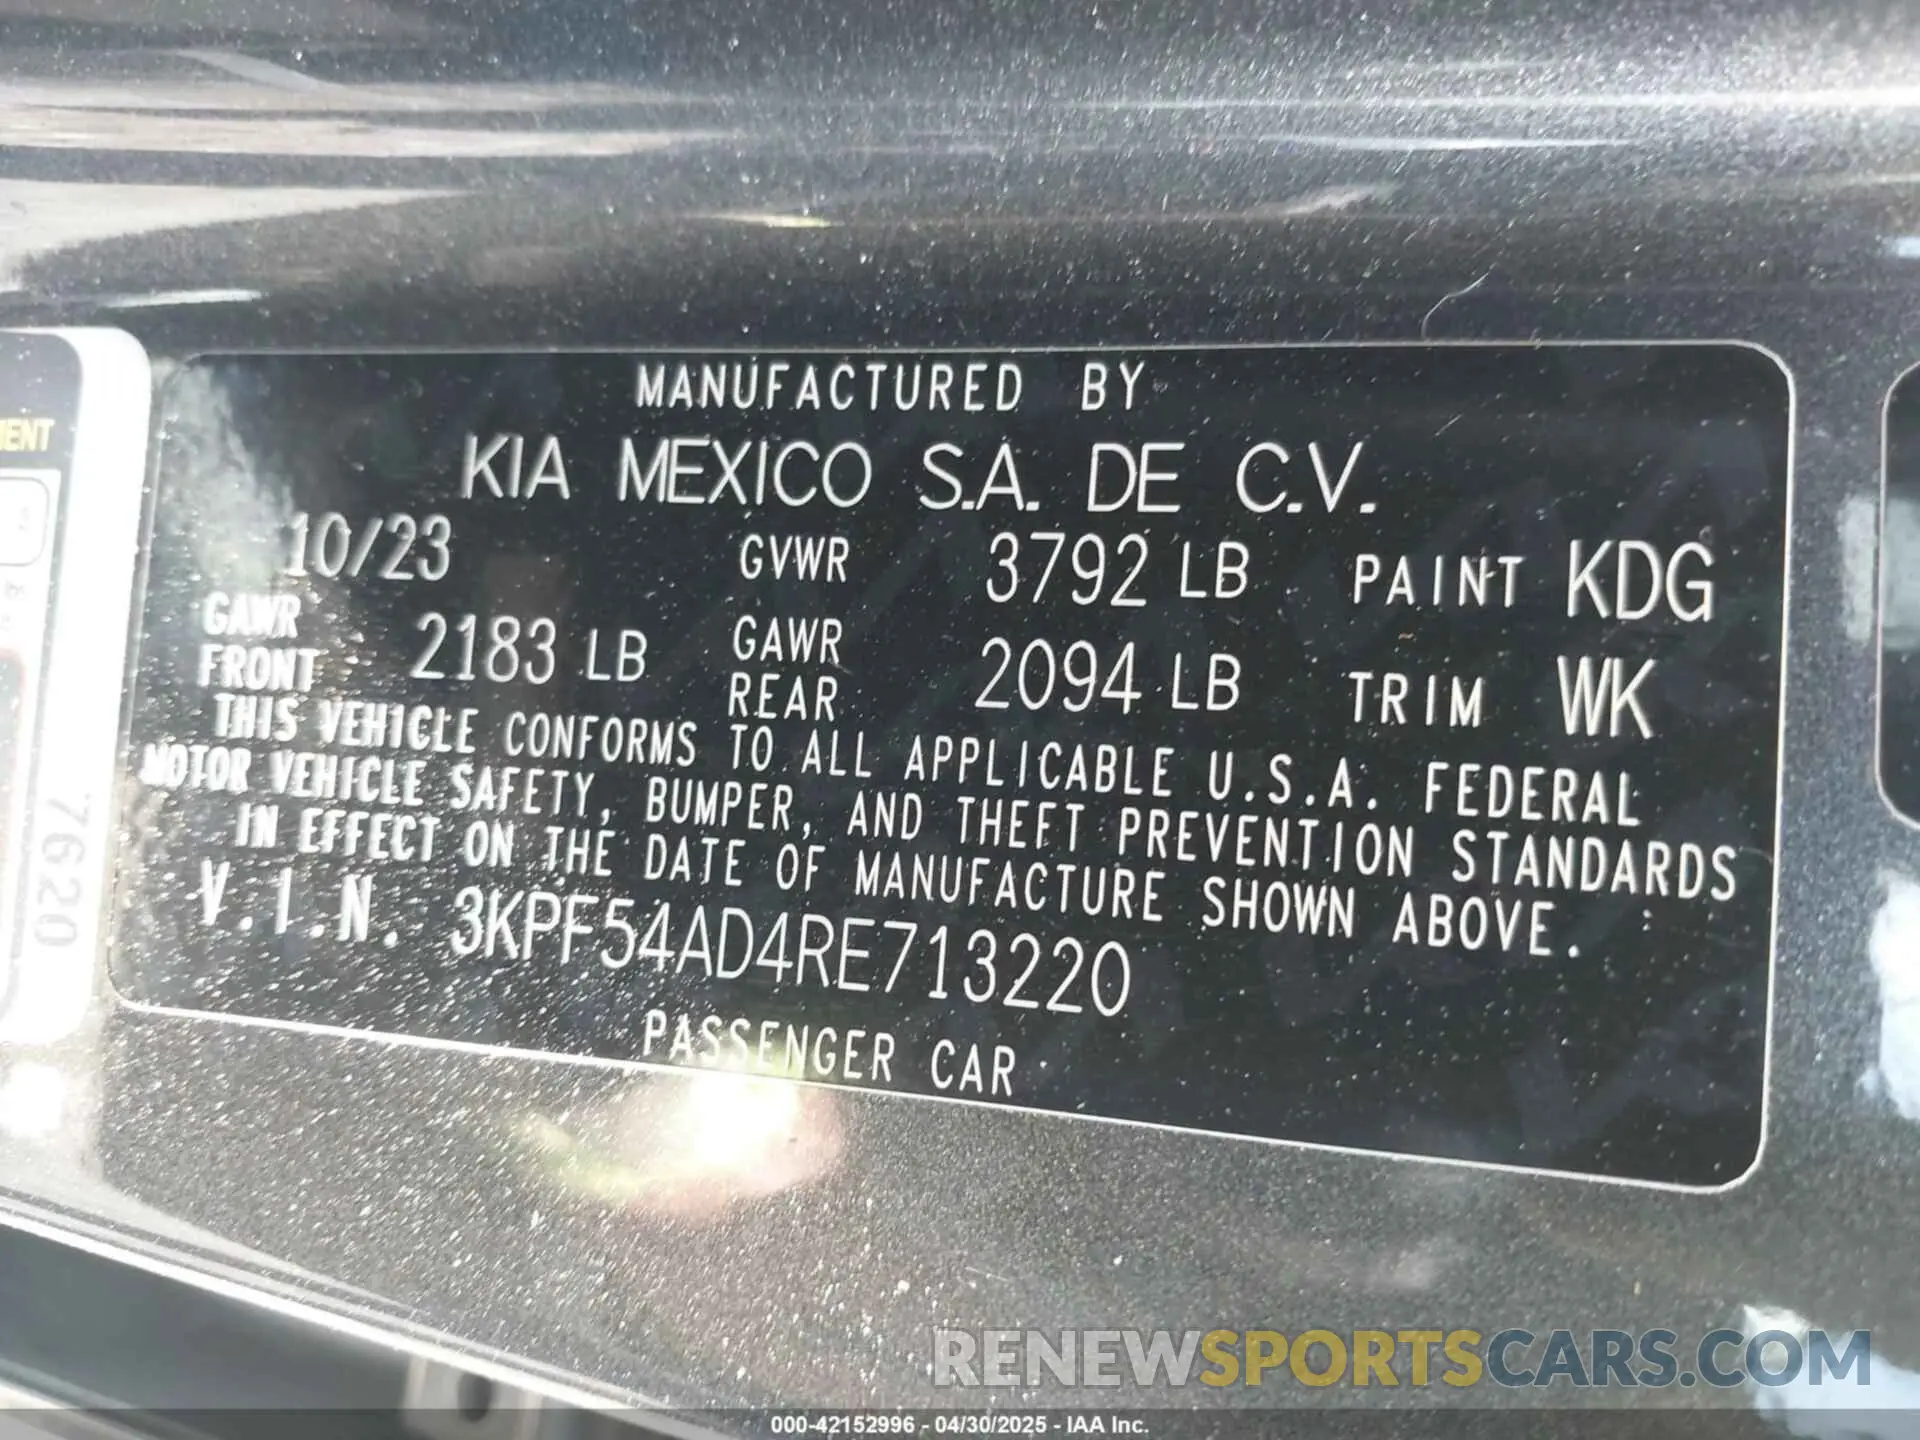 MANUFACTURED BY
KIA MEXICO S.A. DE C.V.
10/23 GVWR 3792 LB PAINT KDG
GAWR FRONT 2183 LB GAWR REAR 2094 LB TRIM WK
THIS VEHICLE CONFORMS TO ALL APPLICABLE U.S.A. FEDERAL
MOTOR VEHICLE SAFETY, BUMPER, AND THEFT PREVENTION STANDARDS
IN EFFECT ON THE DATE OF MANUFACTURE SHOWN ABOVE.
V.I.N. 3KPF54AD4RE713220
PASSENGER CAR
7620
RENEWSPORTSCARS.COM
000-42152996 - 04/30/2025 - IAA Inc.